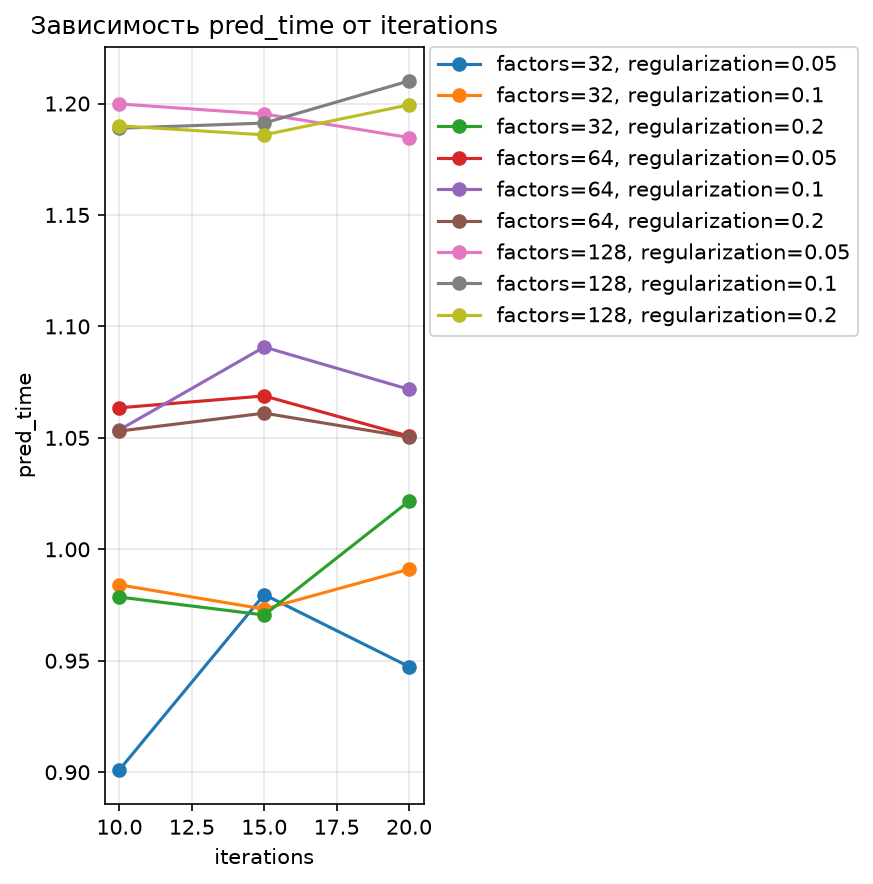 Зависимость pred_time от iterations
factors=32, regularization=0.05
factors=32, regularization=0.1
factors=32, regularization=0.2
factors=64, regularization=0.05
factors=64, regularization=0.1
factors=64, regularization=0.2
factors=128, regularization=0.05
factors=128, regularization=0.1
factors=128, regularization=0.2
pred_time
1.20
1.15
1.10
1.05
1.00
0.95
0.90
10.0 12.5 15.0 17.5 20.0
iterations